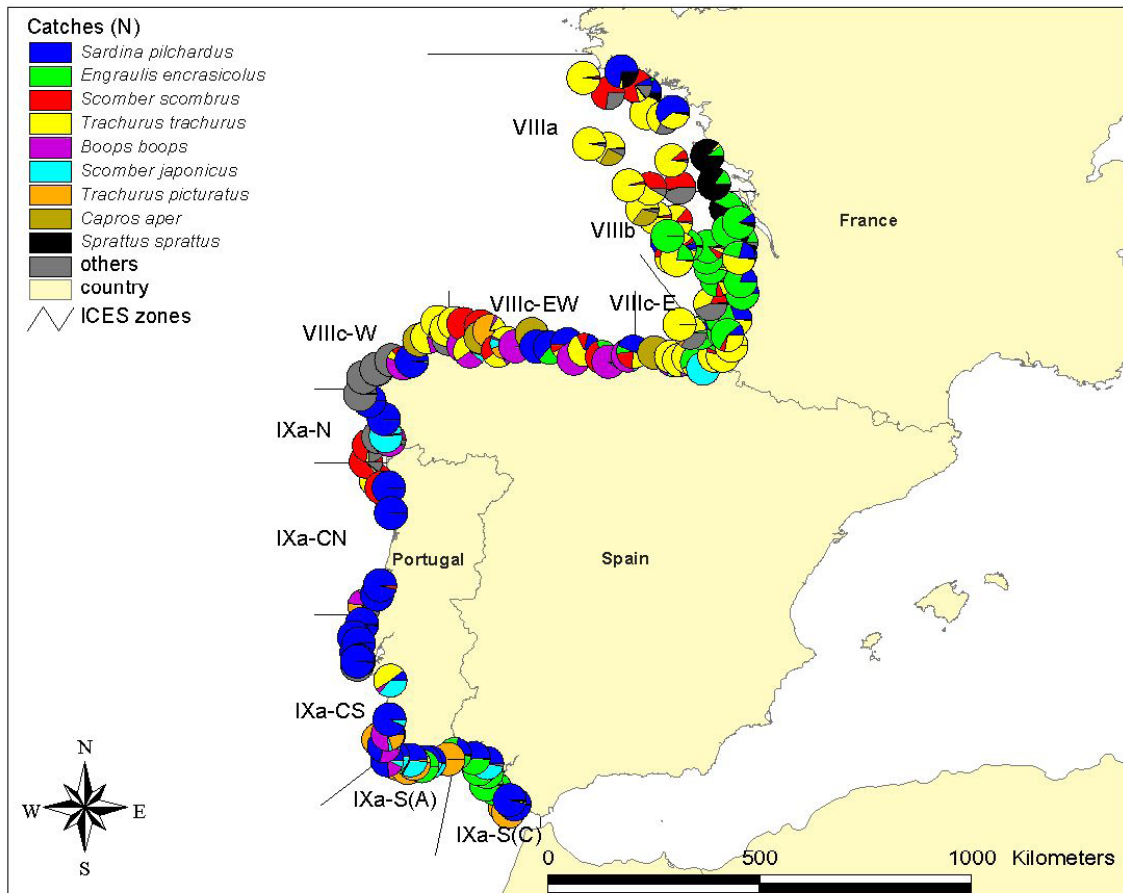 Catches (N)
Sardina pilchardus
Engraulis encrasicolus
Scomber scombrus
Trachurus trachurus
Boops boops
Scomber japonicus
Trachurus picturatus
Capros aper
Sprattus sprattus
others
country
ICES zones
VIIIa
VIIIb
France
VIIIc-EW
VIIIc-E
VIIIc-W
IXa-N
IXa-CN
Portugal
Spain
IXa-CS
IXa-S(A)
IXa-S(C)
N
W
E
S
0 500 1000 Kilometers